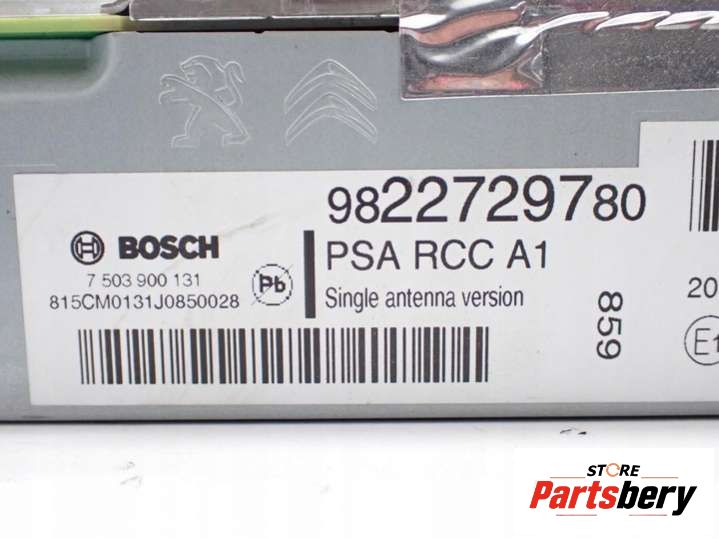 9822729780
BOSCH
PSA RCC A1
7 503 900 131
Pb
815CM0131J0850028
Single antenna version
859
20
E1
STORE
Partsbery